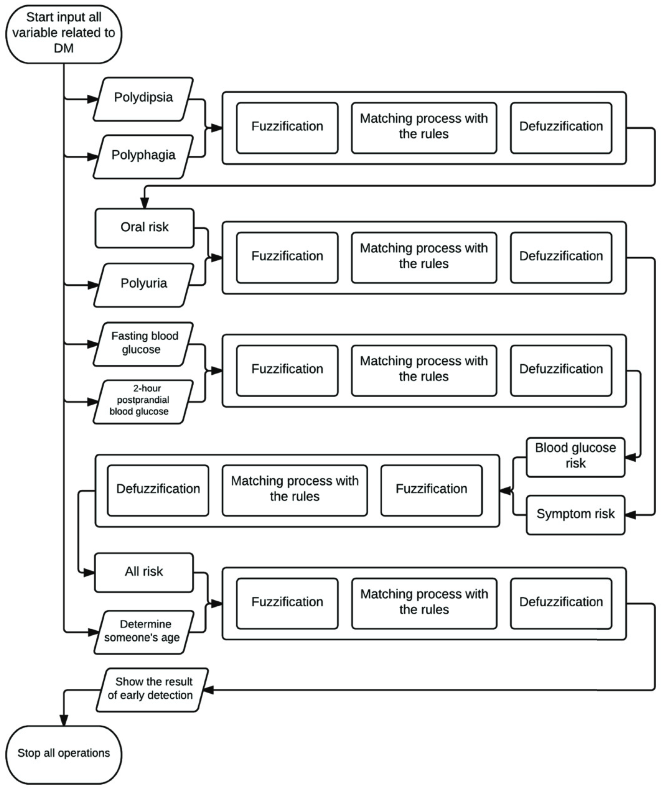 Start input all
variable related to
DM
Polydipsia
Polyphagia
Fuzzification
Matching process with
the rules
Defuzzification
Oral risk
Polyuria
Fuzzification
Matching process with
the rules
Defuzzification
Fasting blood
glucose
2-hour
postprandial
blood glucose
Fuzzification
Matching process with
the rules
Defuzzification
Blood glucose
risk
Symptom risk
Defuzzification
Matching process with
the rules
Fuzzification
All risk
Determine
someone's age
Fuzzification
Matching process with
the rules
Defuzzification
Show the result
of early detection
Stop all operations